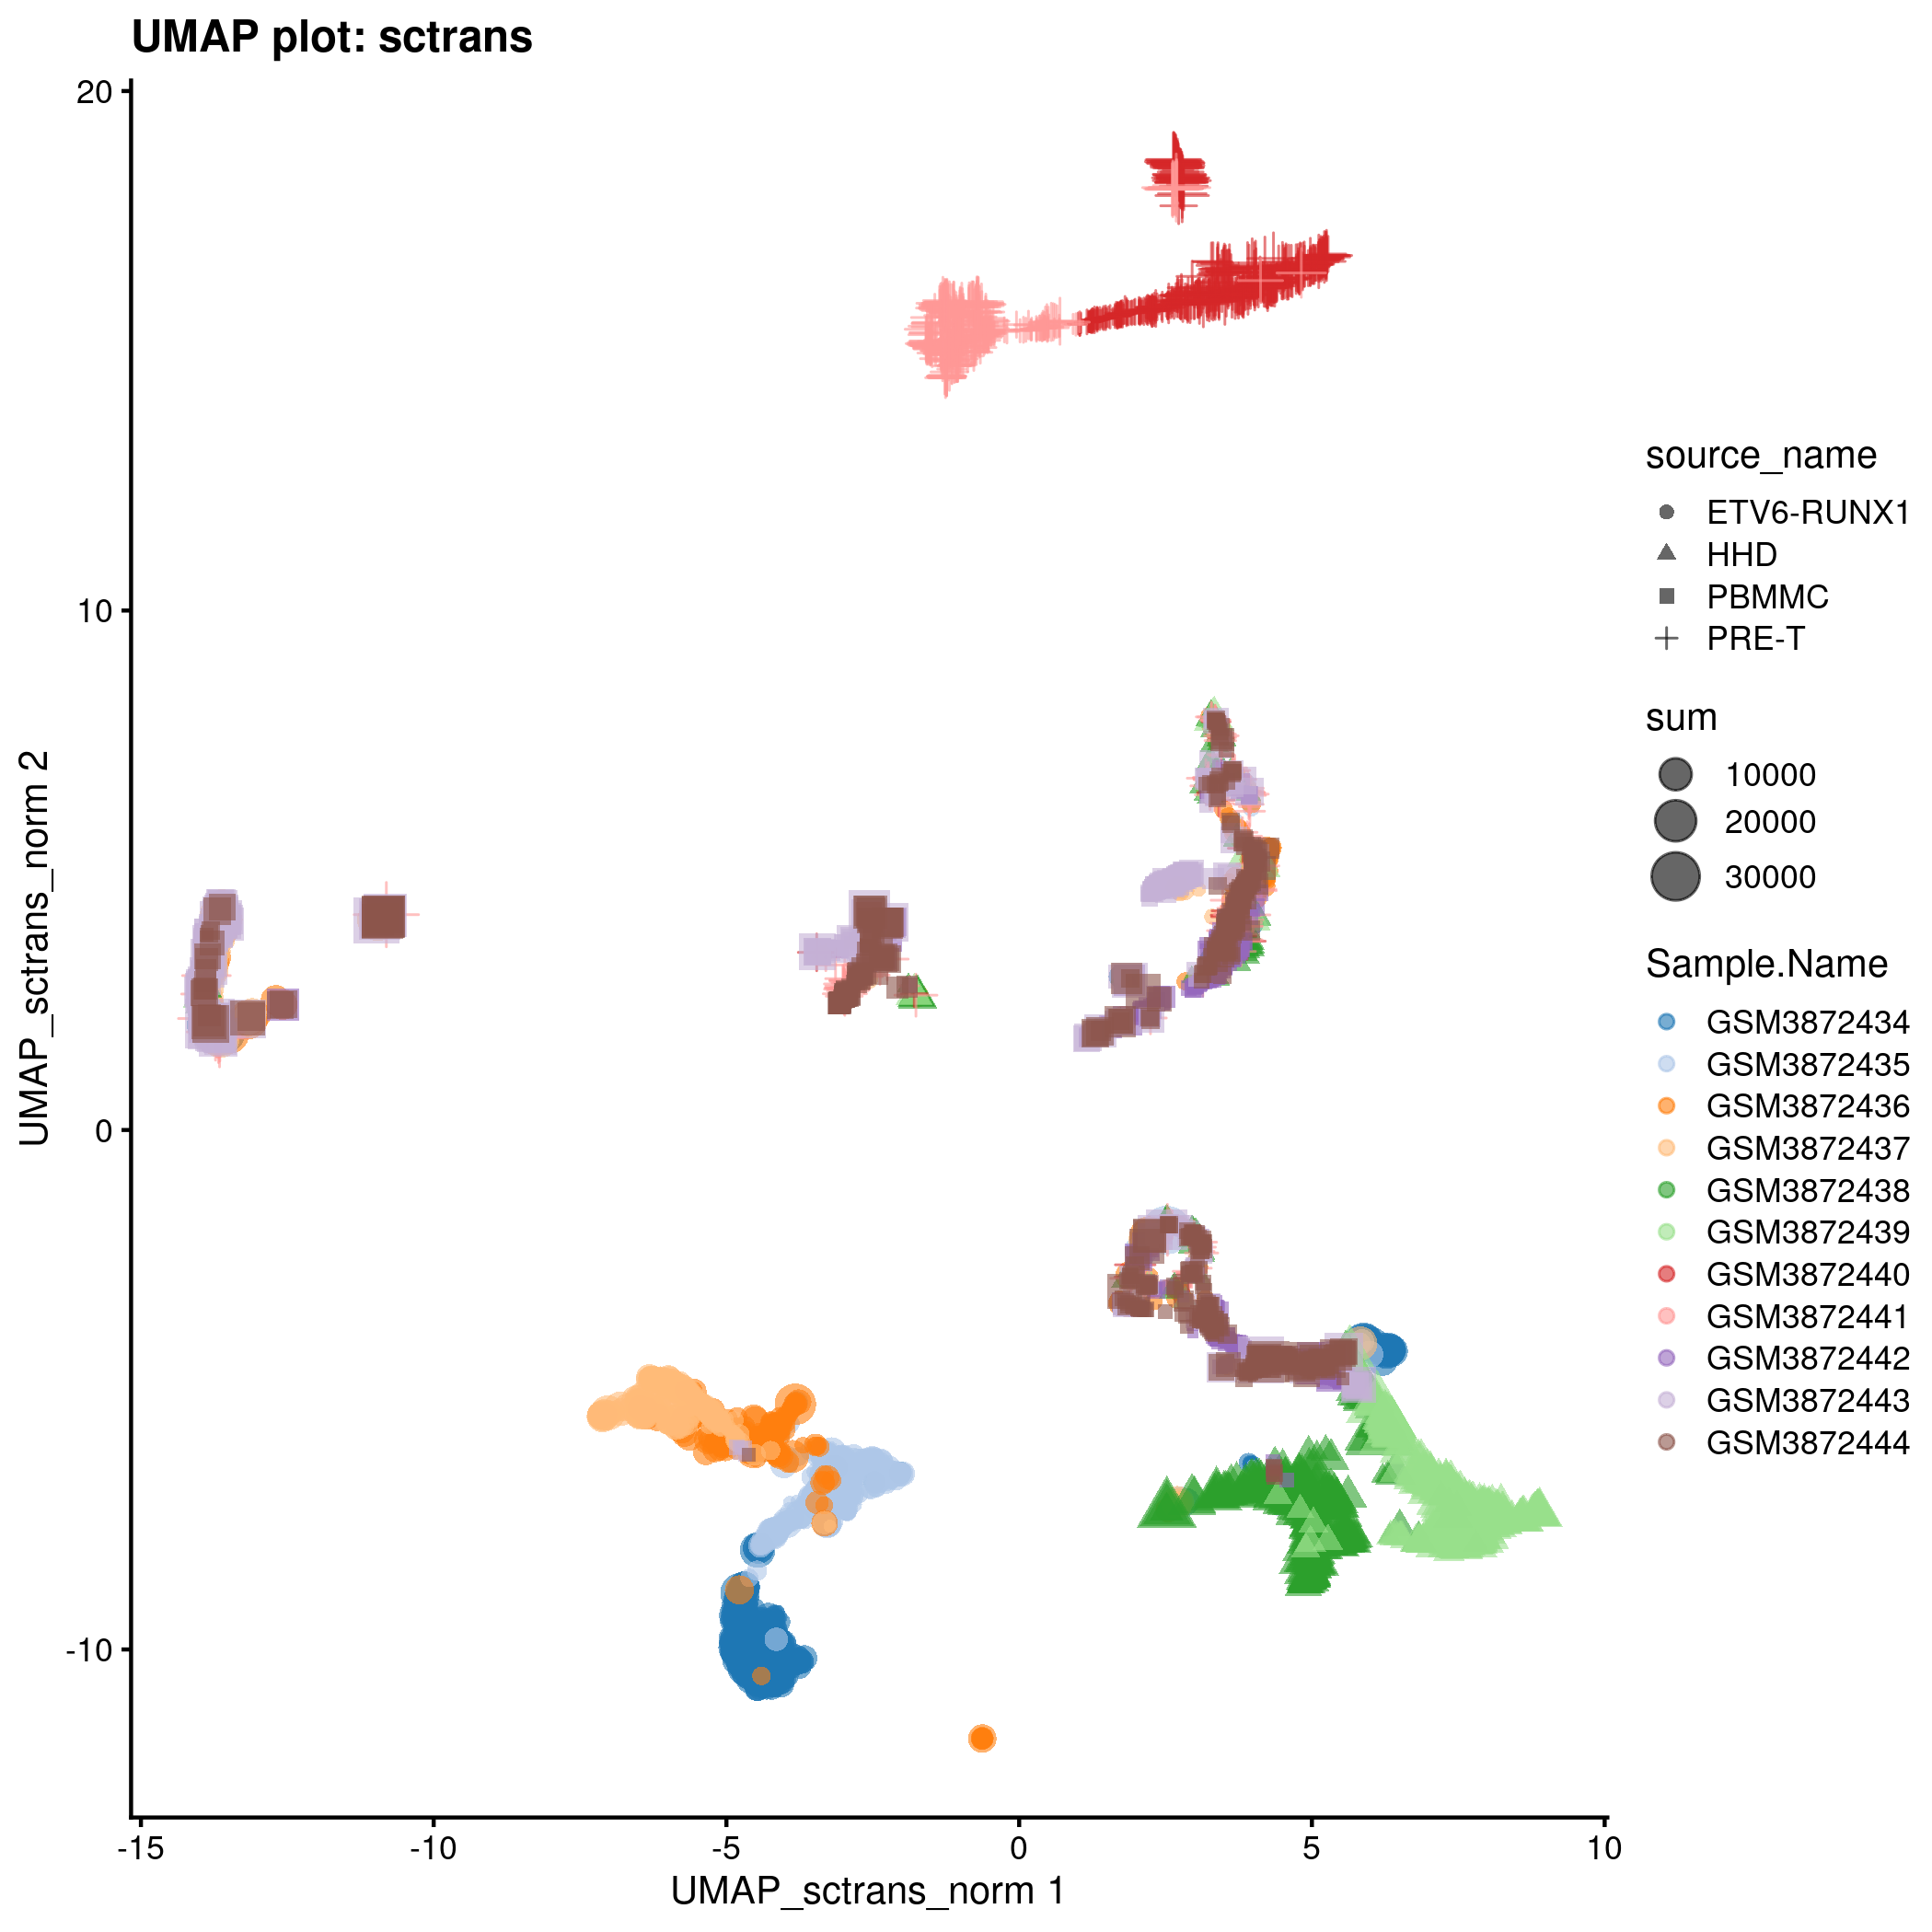 UMAP plot: sctrans
20
10
0
-10
UMAP_sctrans_norm 2
-15
-10
-5
0
5
10
UMAP_sctrans_norm 1
source_name
ETV6-RUNX1
HHD
PBMMC
PRE-T
sum
10000
20000
30000
Sample.Name
GSM3872434
GSM3872435
GSM3872436
GSM3872437
GSM3872438
GSM3872439
GSM3872440
GSM3872441
GSM3872442
GSM3872443
GSM3872444